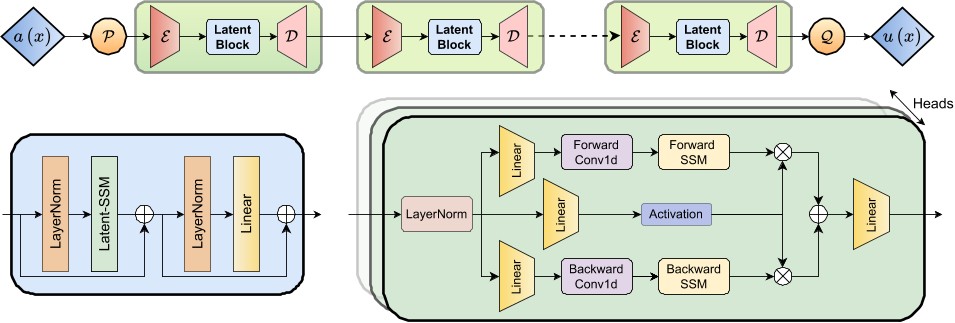 a (x)
P
E
Latent
Block
D
E
Latent
Block
D
E
Latent
Block
D
Q
u (x)
LayerNorm
Latent-SSM
LayerNorm
Linear
Heads
LayerNorm
Linear
Forward
Conv1d
Forward
SSM
Linear
Activation
Linear
Backward
Conv1d
Backward
SSM
Linear